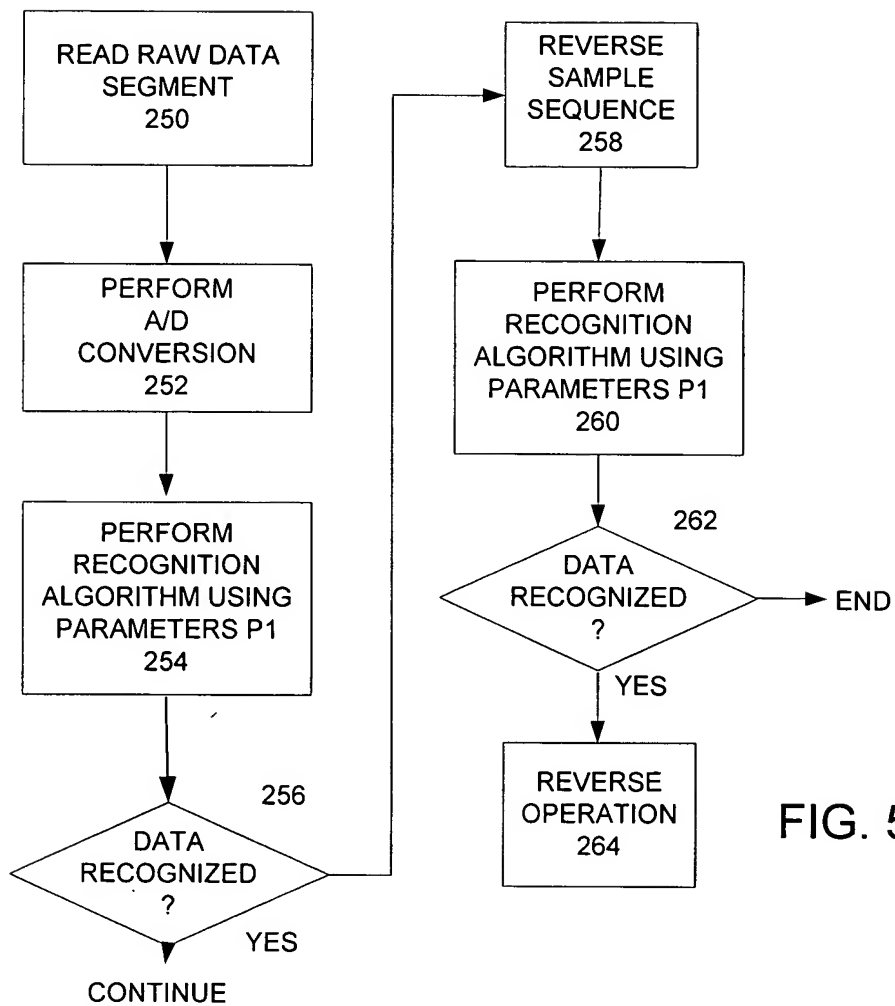 READ RAW DATA
SEGMENT
250
PERFORM
A/D
CONVERSION
252
PERFORM
RECOGNITION
ALGORITHM USING
PARAMETERS P1
254
256
DATA
RECOGNIZED
?
YES
CONTINUE
REVERSE
SAMPLE
SEQUENCE
258
PERFORM
RECOGNITION
ALGORITHM USING
PARAMETERS P1
260
262
DATA
RECOGNIZED
?
END
YES
REVERSE
OPERATION
264
FIG. 5